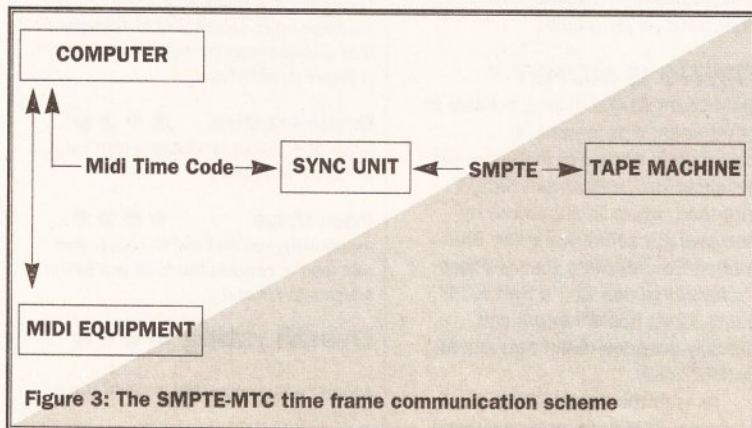 COMPUTER
Midi Time Code
SYNC UNIT
SMPTE
TAPE MACHINE
MIDI EQUIPMENT
Figure 3: The SMPTE-MTC time frame communication scheme